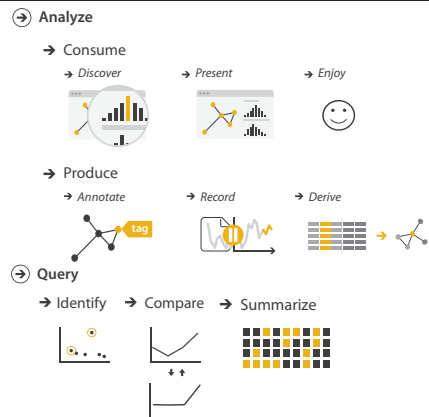 Analyze
Consume
Discover Present Enjoy
Produce
Annotate Record Derive
tag
Query
Identify Compare Summarize